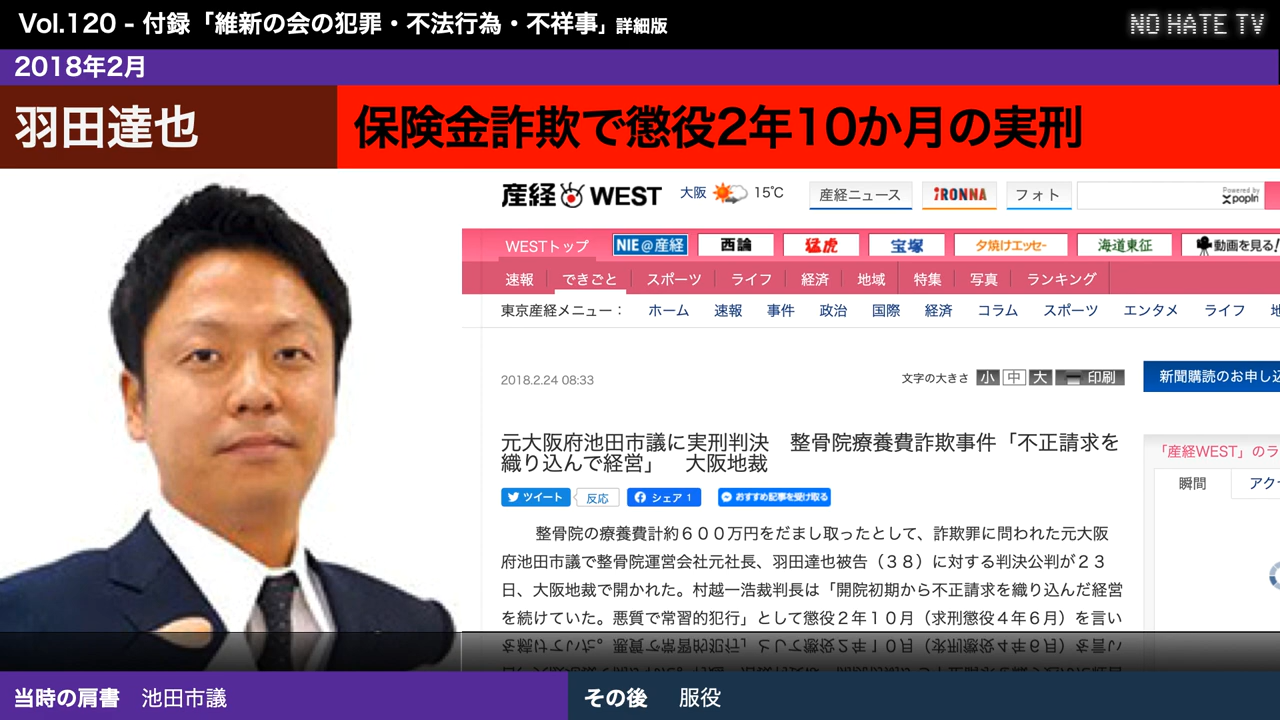 Vol.120 - 付録「維新の会の犯罪・不法行為・不祥事」詳細版
NO HATE TV
2018年2月
羽田達也
保険金詐欺で懲役2年10か月の実刑
産経WEST 大阪 15℃ 産経ニュース iRONNA フォト Powered by popIn
WESTトップ NIE@産経 西論 猛虎 宝塚 夕焼けエッセー 海道東征 動画を見る!
速報 できごと スポーツ ライフ 経済 地域 特集 写真 ランキング
東京産経メニュー： ホーム 速報 事件 政治 国際 経済 コラム スポーツ エンタメ ライフ
2018.2.24 08:33
文字の大きさ 小 中 大 印刷
新聞購読のお申し込
元大阪府池田市議に実刑判決　整骨院療養費詐欺事件「不正請求を
織り込んで経営」　大阪地裁
「産経WEST」のラ
瞬間 アク
ツイート 反応 シェア 1 おすすめ記事を受け取る
整骨院の療養費計約６００万円をだまし取ったとして、詐欺罪に問われた元大阪
府池田市議で整骨院運営会社元社長、羽田達也被告（３８）に対する判決公判が２３
日、大阪地裁で開かれた。村越一浩裁判長は「開院初期から不正請求を織り込んだ経営
を続けていた。悪質で常習的犯行」として懲役２年１０月（求刑懲役４年６月）を言い
当時の肩書 池田市議
その後 服役